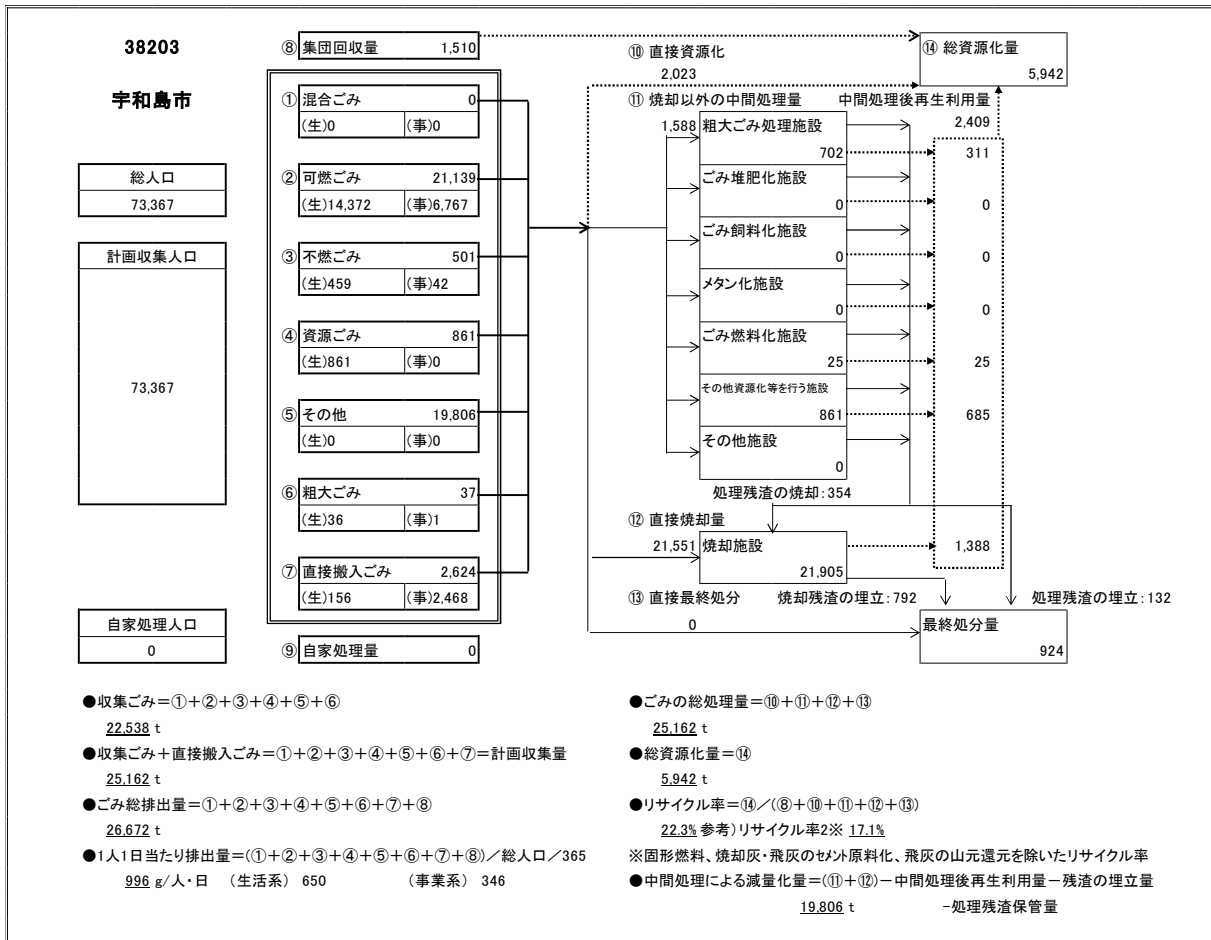 38203
宇和島市
総人口
73,367
計画収集人口
73,367
自家処理人口
0
⑧ 集団回収量 1,510
① 混合ごみ 0
(生)0 (事)0
② 可燃ごみ 21,139
(生)14,372 (事)6,767
③ 不燃ごみ 501
(生)459 (事)42
④ 資源ごみ 861
(生)861 (事)0
⑤ その他 19,806
(生)0 (事)0
⑥ 粗大ごみ 37
(生)36 (事)1
⑦ 直接搬入ごみ 2,624
(生)156 (事)2,468
⑨ 自家処理量 0
⑩ 直接資源化
2,023
⑭ 総資源化量
5,942
⑪ 焼却以外の中間処理量 中間処理後再生利用量
1,588 2,409
粗大ごみ処理施設
702 311
ごみ堆肥化施設
0 0
ごみ飼料化施設
0 0
メタン化施設
0 0
ごみ燃料化施設
25 25
その他資源化等を行う施設
861 685
その他施設
0
処理残渣の焼却:354
⑫ 直接焼却量
21,551 焼却施設 1,388
21,905
⑬ 直接最終処分 焼却残渣の埋立:792 処理残渣の埋立:132
0 最終処分量
924
●収集ごみ=①+②+③+④+⑤+⑥
22,538 t
●収集ごみ+直接搬入ごみ=①+②+③+④+⑤+⑥+⑦=計画収集量
25,162 t
●ごみ総排出量=①+②+③+④+⑤+⑥+⑦+⑧
26,672 t
●1人1日当たり排出量=(①+②+③+④+⑤+⑥+⑦+⑧)/総人口/365
996 g/人・日 (生活系) 650 (事業系) 346
●ごみの総処理量=⑩+⑪+⑫+⑬
25,162 t
●総資源化量=⑭
5,942 t
●リサイクル率=⑭/(⑧+⑩+⑪+⑫+⑬)
22.3% 参考)リサイクル率2※ 17.1%
※固形燃料、焼却灰・飛灰のセメント原料化、飛灰の山元還元を除いたリサイクル率
●中間処理による減量化量=(⑪+⑫)-中間処理後再生利用量-残渣の埋立量
19,806 t -処理残渣保管量